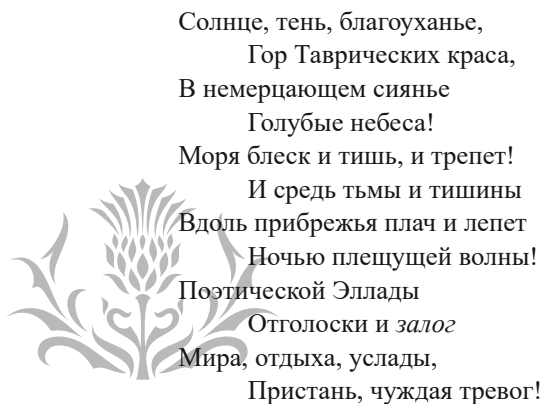 Солнце, тень, благоуханье,
Гор Таврических краса,
В немерцающем сиянье
Голубые небеса!
Моря блеск и тишь, и трепет!
И средь тьмы и тишины
Вдоль прибрежья плач и лепет
Ночью плещущей волны!
Поэтической Эллады
Отголоски и залог
Мира, отдыха, услады,
Пристань, чуждая тревог!